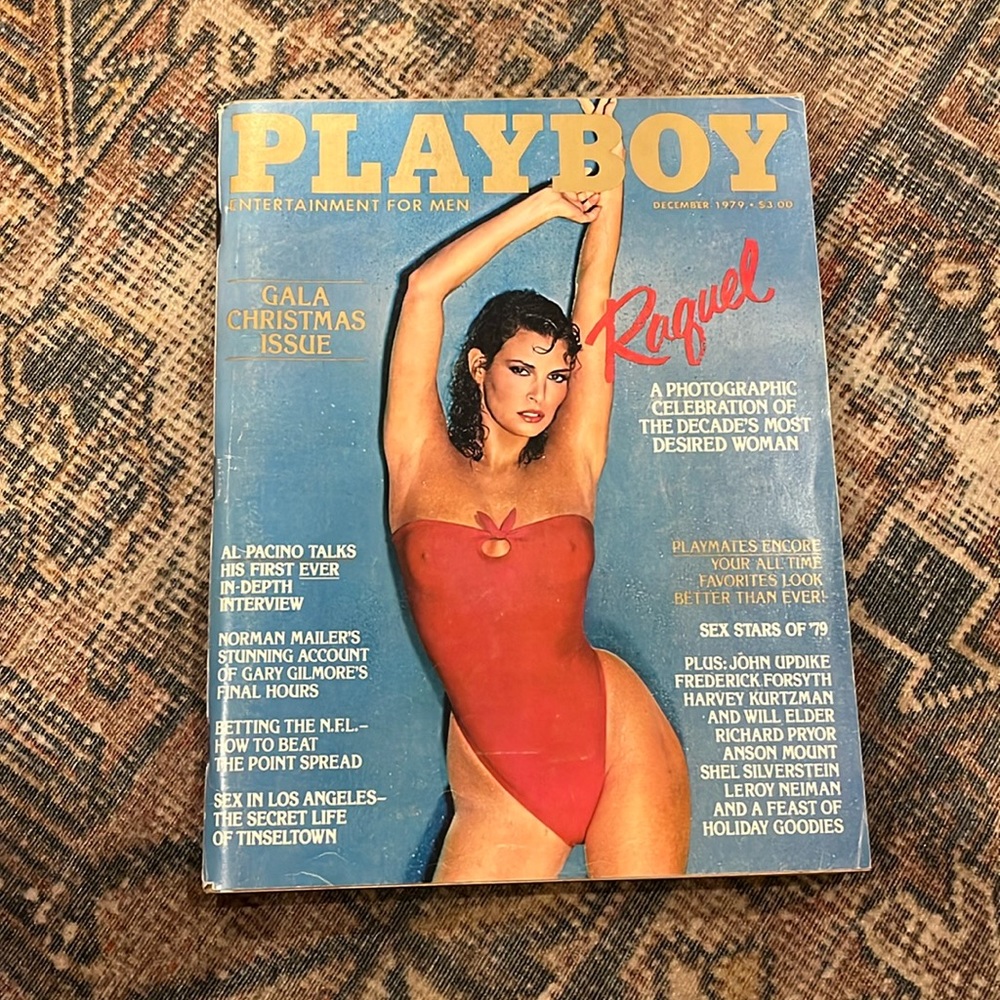 PLAYBOY
ENTERTAINMENT FOR MEN
DECEMBER 1979 • $3.00
GALA
CHRISTMAS
ISSUE
Raquel
A PHOTOGRAPHIC
CELEBRATION OF
THE DECADE'S MOST
DESIRED WOMAN
AL PACINO TALKS
HIS FIRST EVER
IN-DEPTH
INTERVIEW
NORMAN MAILER'S
STUNNING ACCOUNT
OF GARY GILMORE'S
FINAL HOURS
BETTING THE N.F.L.–
HOW TO BEAT
THE POINT SPREAD
SEX IN LOS ANGELES–
THE SECRET LIFE
OF TINSELTOWN
PLAYMATES ENCORE
YOUR ALL-TIME
FAVORITES LOOK
BETTER THAN EVER!
SEX STARS OF '79
PLUS: JOHN UPDIKE
FREDERICK FORSYTH
HARVEY KURTZMAN
AND WILL ELDER
RICHARD PRYOR
ANSON MOUNT
SHEL SILVERSTEIN
LEROY NEIMAN
AND A FEAST OF
HOLIDAY GOODIES